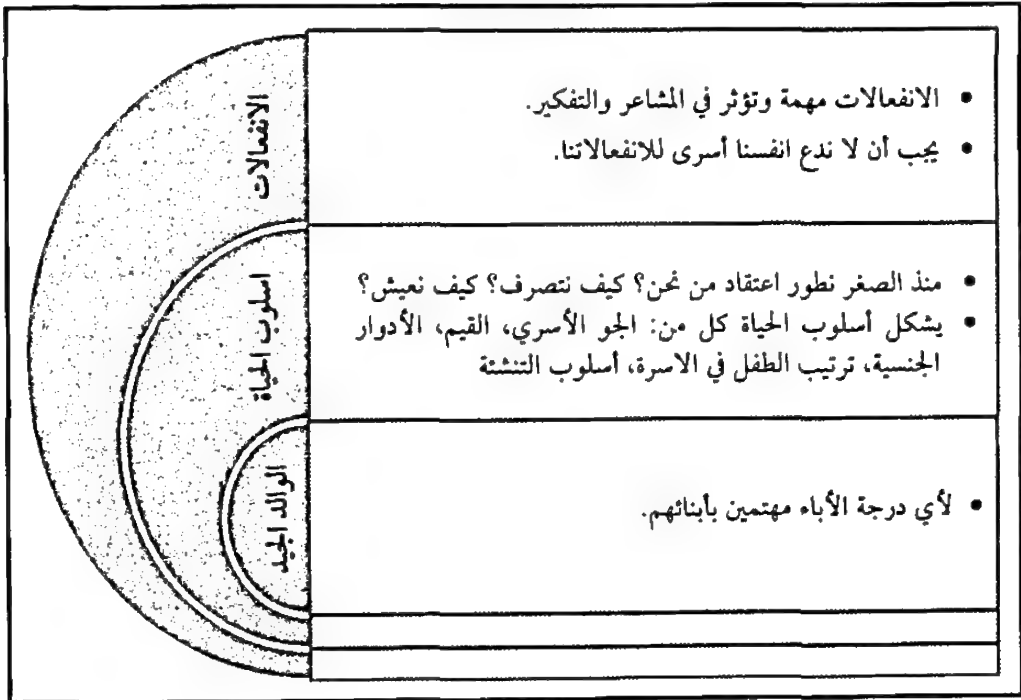 الانفعالات
• الانفعالات مهمة وتؤثر في المشاعر والتفكير.
• يجب أن لا ندع انفسنا أسرى للانفعالاتنا.
اسلوب الحياة
• منذ الصغر نطور اعتقاد من نحن؟ كيف نتصرف؟ كيف نعيش؟
• يشكل أسلوب الحياة كل من: الجو الأسري، القيم، الأدوار
الجنسية، ترتيب الطفل في الاسرة، أسلوب التنشئة
الوالد الجيد
• لأي درجة الأباء مهتمين بأبنائهم.